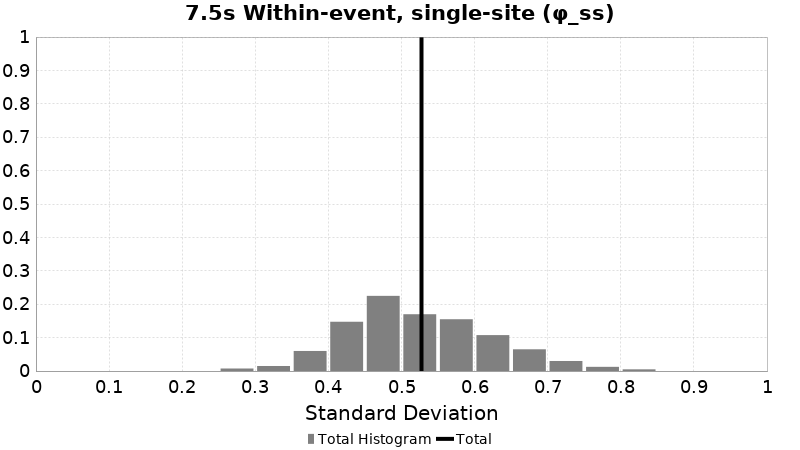 7.5s Within-event, single-site (φ_ss)
1
0.9
0.8
0.7
0.6
0.5
0.4
0.3
0.2
0.1
0
0 0.1 0.2 0.3 0.4 0.5 0.6 0.7 0.8 0.9 1
Standard Deviation
Total Histogram Total